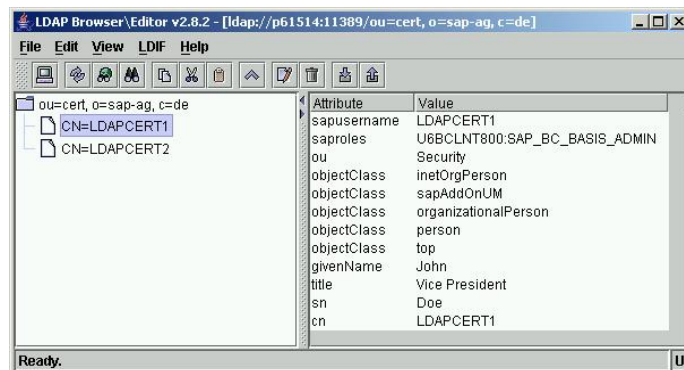 LDAP Browser\Editor v2.8.2 - [ldap://p61514:11389/ou=cert, o=sap-ag, c=de]
File Edit View LDIF Help
ou=cert, o=sap-ag, c=de
CN=LDAPCERT1
CN=LDAPCERT2
Attribute Value
sapusername LDAPCERT1
saproles U6BCLNT800:SAP_BC_BASIS_ADMIN
ou Security
objectClass inetOrgPerson
objectClass sapAddOnUM
objectClass organizationalPerson
objectClass person
objectClass top
givenName John
title Vice President
sn Doe
cn LDAPCERT1
Ready. U